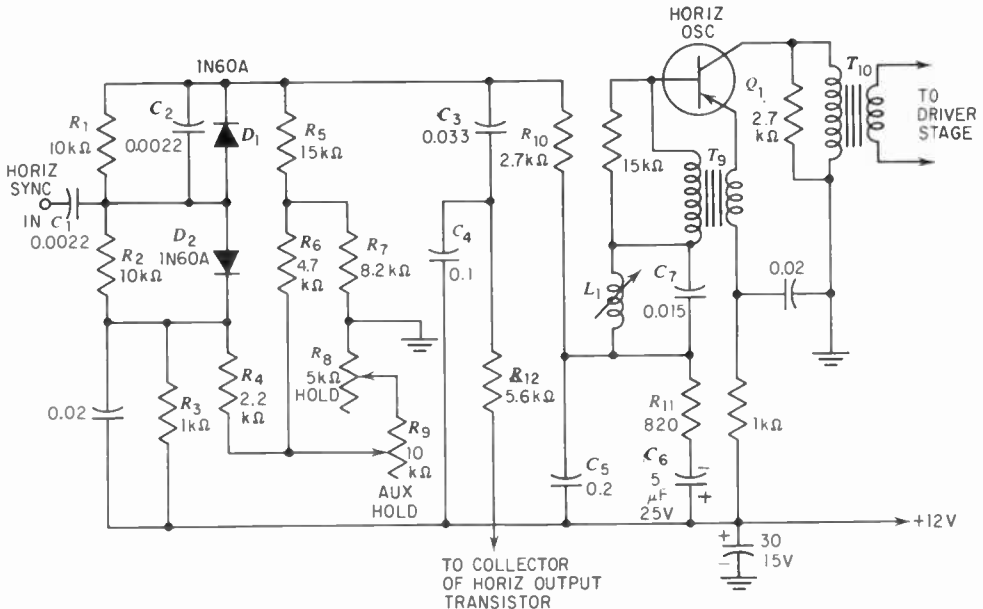 HORIZ
OSC
1N60A
C2
0.0022
D1
R1
10kΩ
HORIZ
SYNC
IN C1
0.0022
R2
10kΩ
D2
1N60A
R5
15kΩ
R6
4.7
kΩ
R7
8.2kΩ
C3
0.033
R10
2.7kΩ
C4
0.1
15kΩ
T9
Q1
2.7
kΩ
T10
TO
DRIVER
STAGE
L1
C7
0.015
0.02
0.02
R3
1kΩ
R4
2.2
kΩ
R8
5kΩ
HOLD
R9
10
kΩ
AUX
HOLD
R12
5.6kΩ
C5
0.2
R11
820
C6
5
μF
25V
−
+
1kΩ
+12V
+
−
30
15V
TO COLLECTOR
OF HORIZ OUTPUT
TRANSISTOR